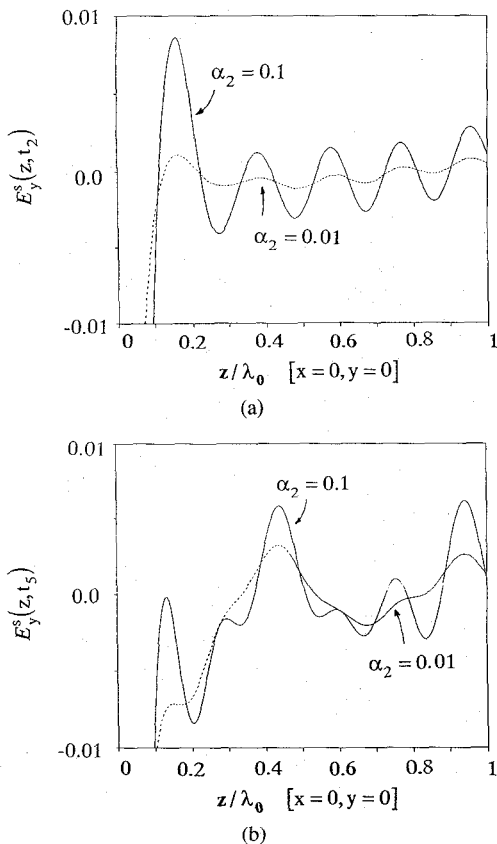 0.01
α₂ = 0.1
E_y^s(z, t₂)
0.0
α₂ = 0.01
-0.01
0 0.2 0.4 0.6 0.8 1
z/λ₀ [x = 0, y = 0]
(a)
0.01
α₂ = 0.1
E_y^s(z, t₅)
0.0
α₂ = 0.01
-0.01
0 0.2 0.4 0.6 0.8 1
z/λ₀ [x = 0, y = 0]
(b)